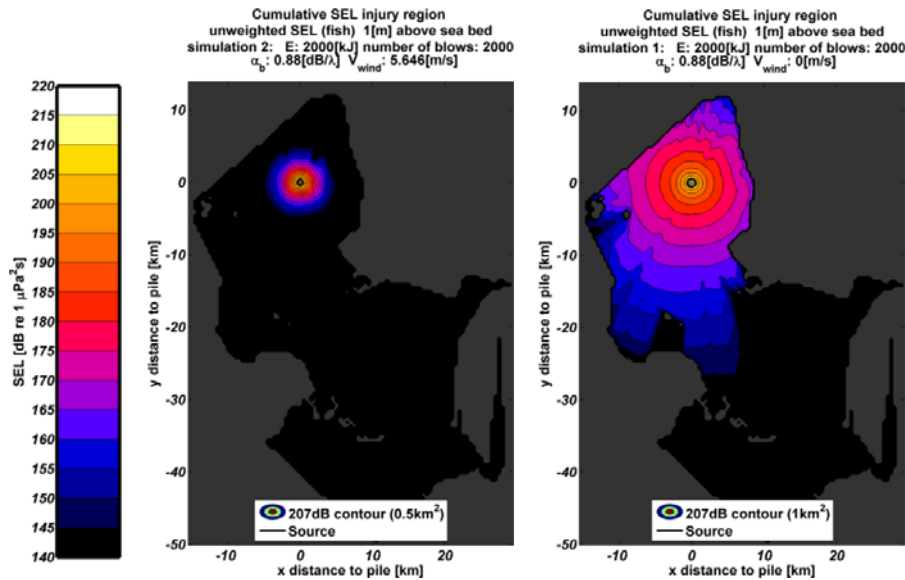 Cumulative SEL injury region
unweighted SEL (fish) 1[m] above sea bed
simulation 2: E: 2000[kJ] number of blows: 2000
α_b: 0.88[dB/λ] V_wind: 5.646[m/s]
Cumulative SEL injury region
unweighted SEL (fish) 1[m] above sea bed
simulation 1: E: 2000[kJ] number of blows: 2000
α_b: 0.88[dB/λ] V_wind: 0[m/s]
SEL [dB re 1 μPa²s]
220
215
210
205
200
195
190
185
180
175
170
165
160
155
150
145
140
y distance to pile [km]
10
0
-10
-20
-30
-40
-50
207dB contour (0.5km²)
Source
-10
0
10
20
x distance to pile [km]
y distance to pile [km]
10
0
-10
-20
-30
-40
-50
207dB contour (1km²)
Source
-10
0
10
20
x distance to pile [km]